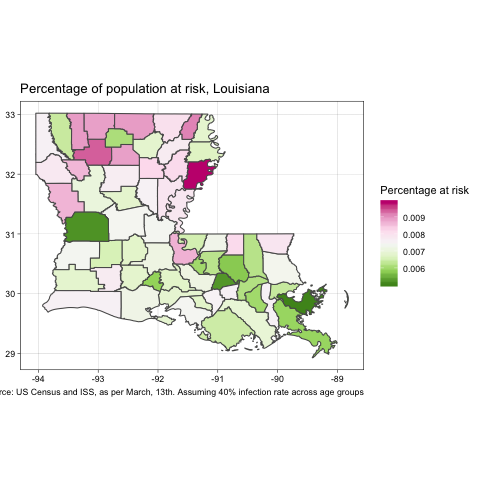 Percentage of population at risk, Louisiana
33
32
31
30
29
-94 -93 -92 -91 -90 -89
Percentage at risk
0.009
0.008
0.007
0.006
rce: US Census and ISS, as per March, 13th. Assuming 40% infection rate across age groups